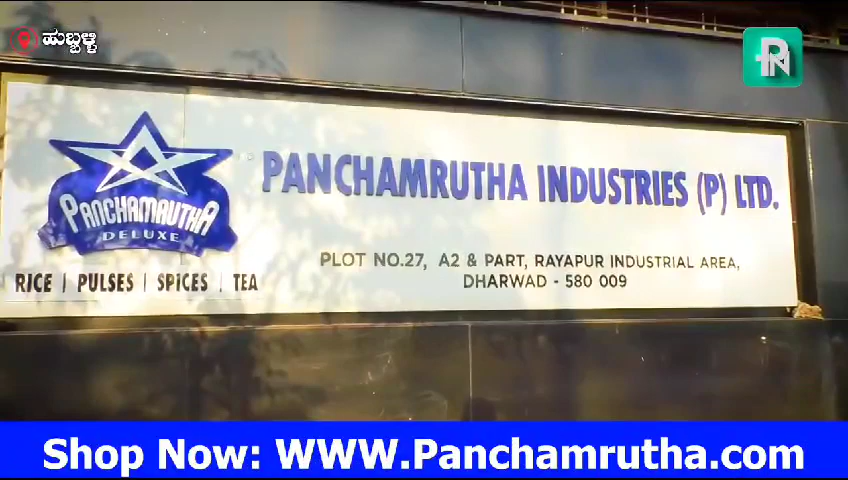 ಹುಬ್ಬಳ್ಳಿ
PANCHAMRUTHA INDUSTRIES (P) LTD.
PANCHAMRUTHA
DELUXE
PLOT NO.27, A2 & PART, RAYAPUR INDUSTRIAL AREA,
DHARWAD - 580 009
RICE | PULSES | SPICES | TEA
Shop Now: WWW.Panchamrutha.com